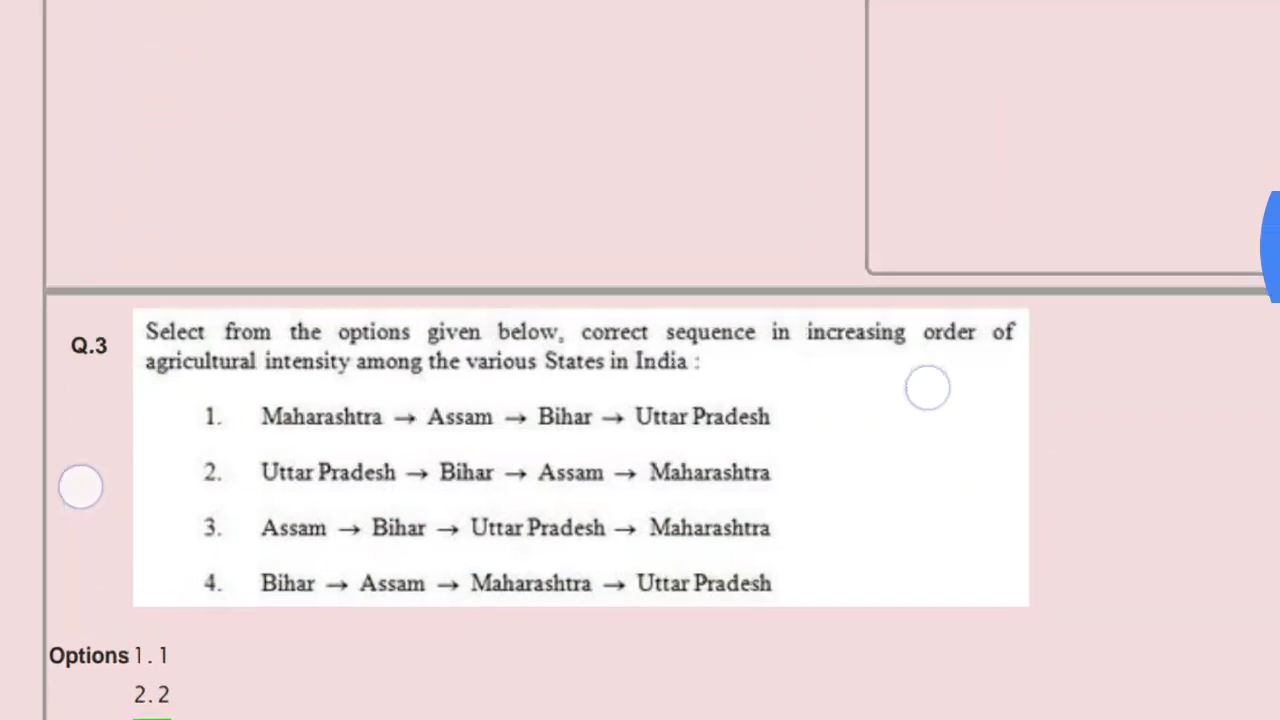 Q.3
Select from the options given below, correct sequence in increasing order of
agricultural intensity among the various States in India :
1. Maharashtra → Assam → Bihar → Uttar Pradesh
2. Uttar Pradesh → Bihar → Assam → Maharashtra
3. Assam → Bihar → Uttar Pradesh → Maharashtra
4. Bihar → Assam → Maharashtra → Uttar Pradesh
Options 1. 1
2. 2